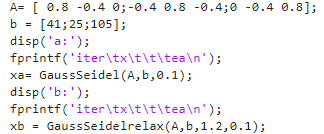 A= [ 0.8 -0.4 0;-0.4 0.8 -0.4;0 -0.4 0.8];
b = [41;25;105];
disp('a:');
fprintf('iter\tx\t\t\tea\n');
xa= GaussSeidel(A,b,0.1);
disp('b:');
fprintf('iter\tx\t\t\tea\n');
xb = GaussSeidelrelax(A,b,1.2,0.1);